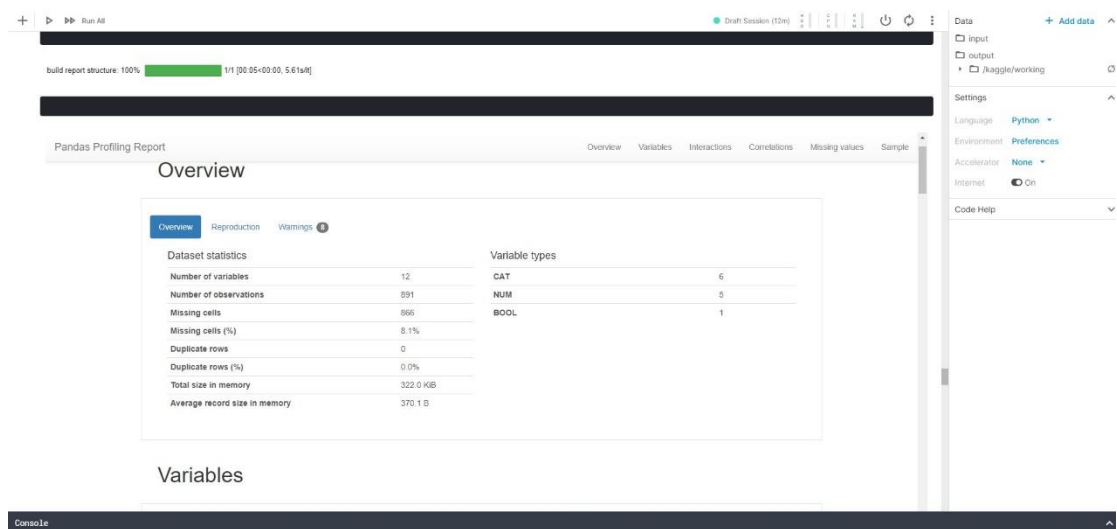 Run All
Draft Session (12m)
Data
+ Add data
input
output
/kaggle/working
Settings
Language Python
Environment Preferences
Accelerator None
Internet On
Code Help
build report structure: 100% 1/1 [00:05<00:00, 5.61s/it]
Pandas Profiling Report
Overview Variables Interactions Correlations Missing values Sample
Overview
Overview Reproduction Warnings 8
Dataset statistics
Number of variables 12
Number of observations 891
Missing cells 866
Missing cells (%) 8.1%
Duplicate rows 0
Duplicate rows (%) 0.0%
Total size in memory 322.0 KiB
Average record size in memory 370.1 B
Variable types
CAT 6
NUM 5
BOOL 1
Variables
Console